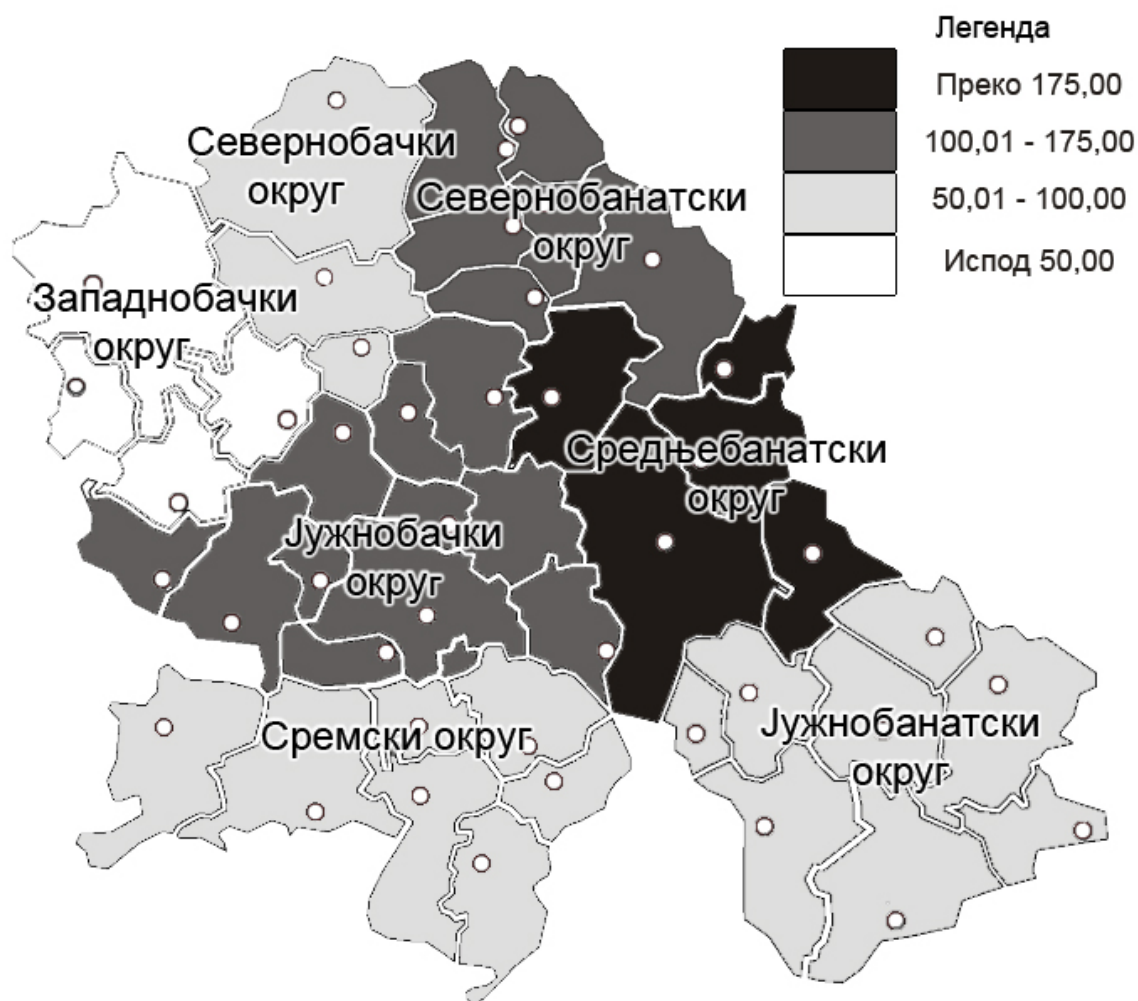 Легенда
Преко 175,00
100,01 - 175,00
50,01 - 100,00
Испод 50,00
Севернобачки
округ
Севернобанатски
округ
Западнобачки
округ
Средњебанатски
округ
Јужнобачки
округ
Сремски округ
Јужнобанатски
округ